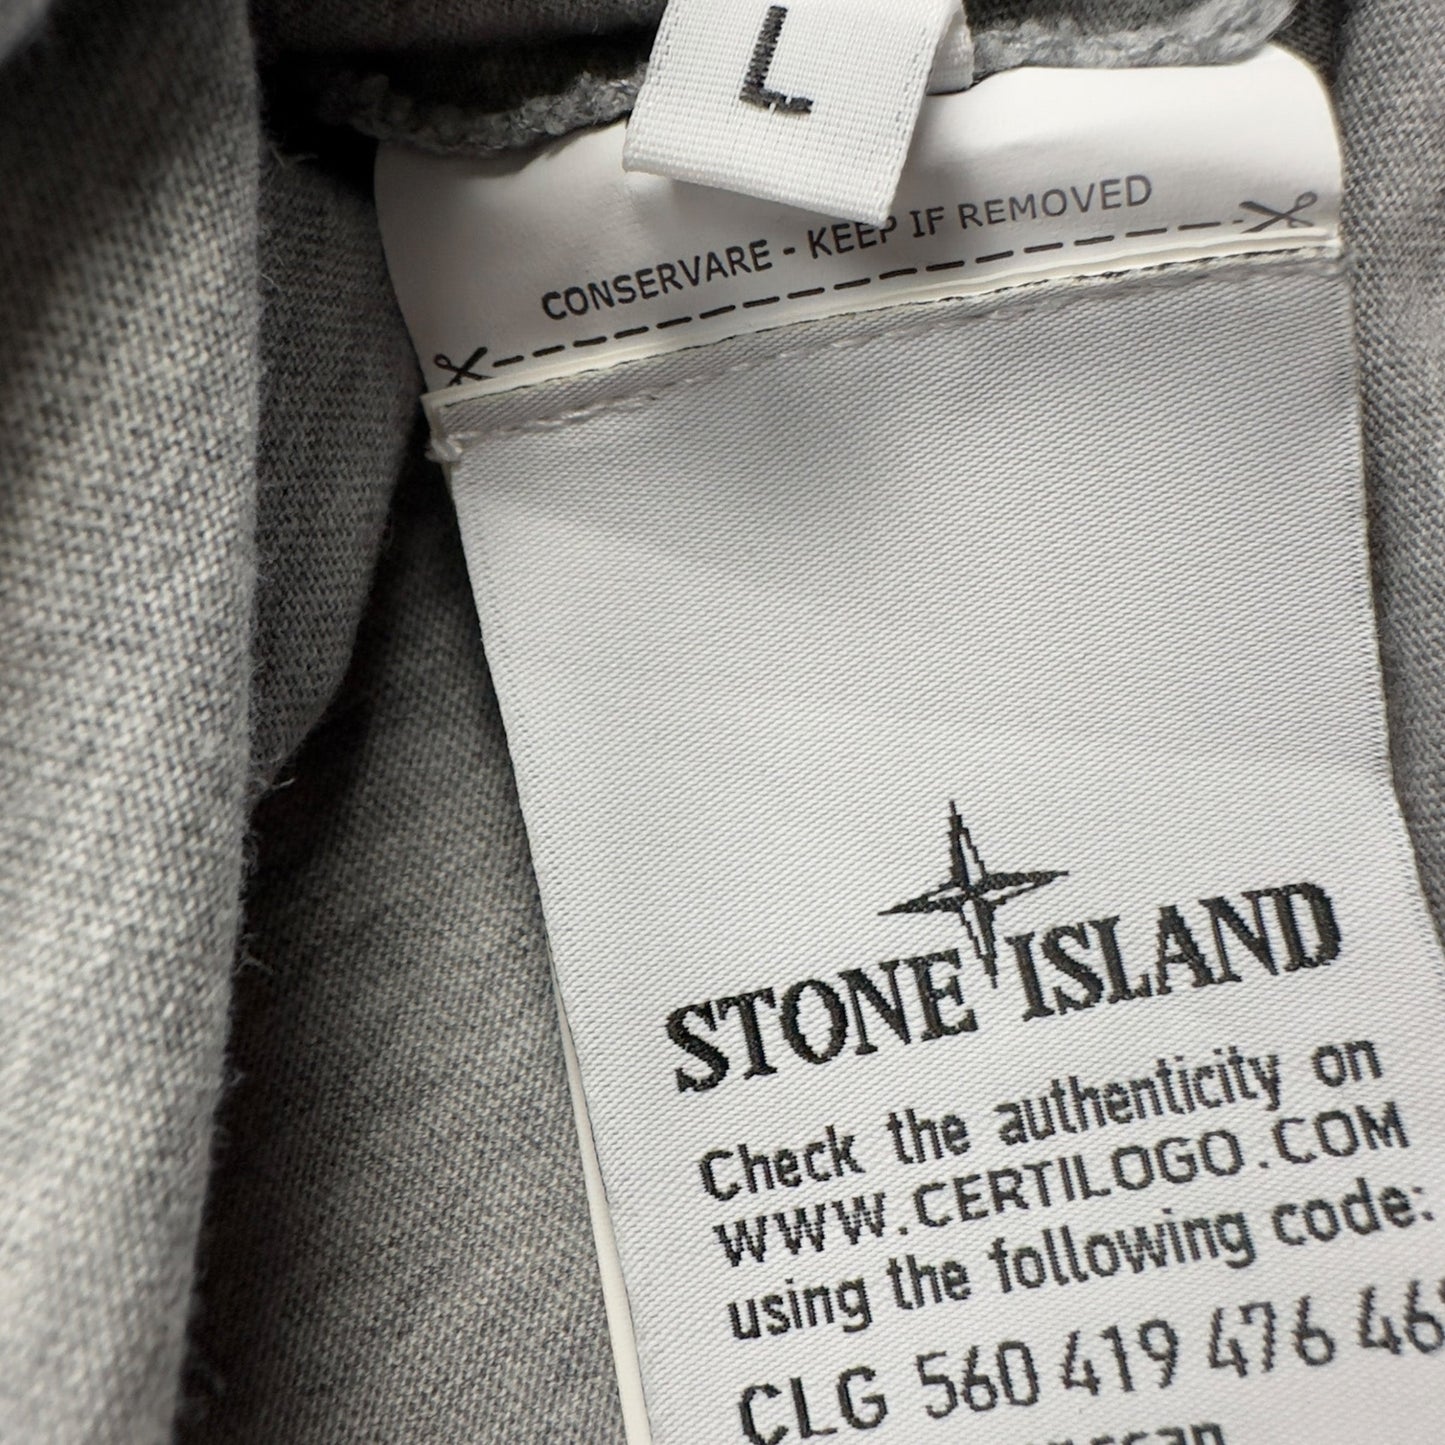 L
CONSERVARE - KEEP IF REMOVED
STONE ISLAND
Check the authenticity on
WWW.CERTILOGO.COM
using the following code:
CLG 560 419 476